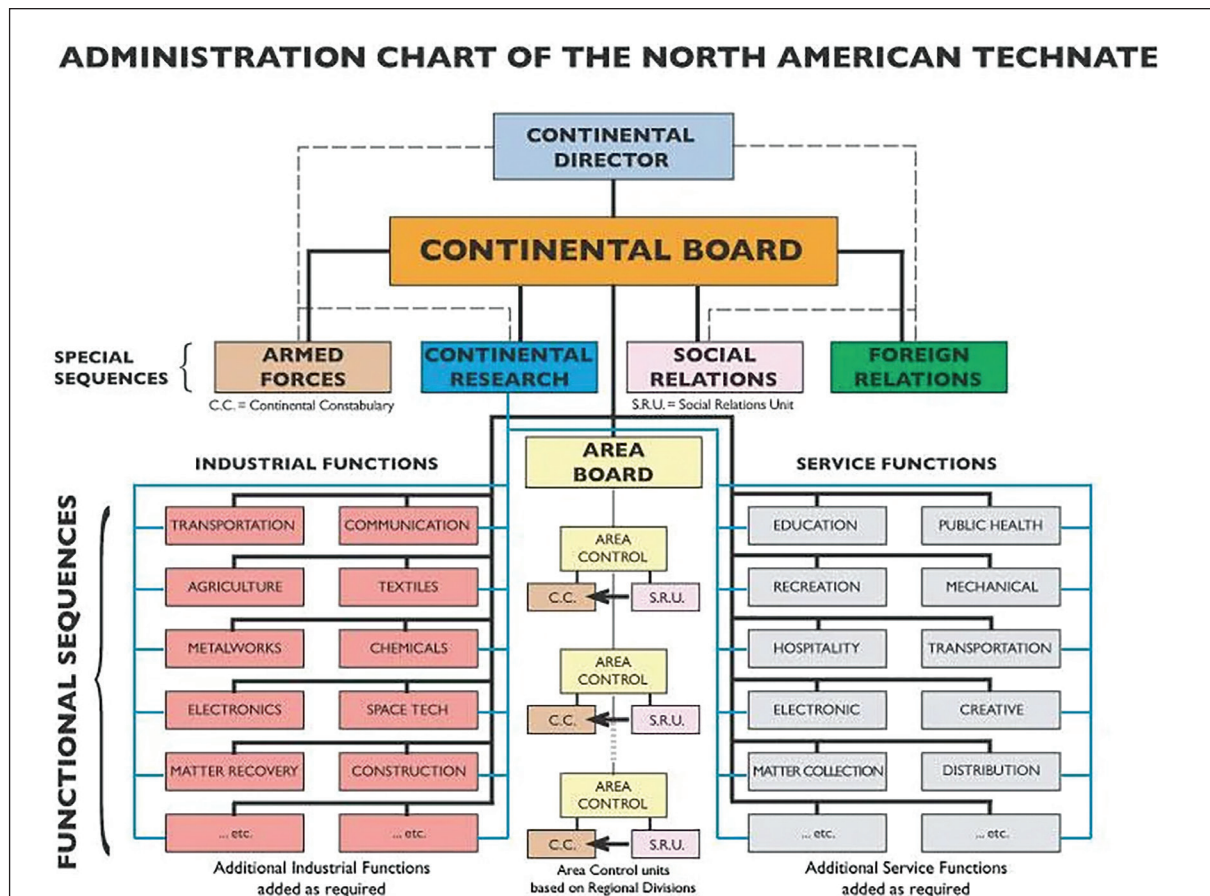 ADMINISTRATION CHART OF THE NORTH AMERICAN TECHNATE
CONTINENTAL
DIRECTOR
CONTINENTAL BOARD
SPECIAL
SEQUENCES
ARMED
FORCES
CONTINENTAL
RESEARCH
SOCIAL
RELATIONS
FOREIGN
RELATIONS
C.C. = Continental Constabulary
S.R.U. = Social Relations Unit
FUNCTIONAL SEQUENCES
INDUSTRIAL FUNCTIONS
TRANSPORTATION
COMMUNICATION
AGRICULTURE
TEXTILES
METALWORKS
CHEMICALS
ELECTRONICS
SPACE TECH
MATTER RECOVERY
CONSTRUCTION
... etc.
... etc.
Additional Industrial Functions
added as required
AREA
BOARD
AREA
CONTROL
C.C.
S.R.U.
AREA
CONTROL
C.C.
S.R.U.
AREA
CONTROL
C.C.
S.R.U.
Area Control units
based on Regional Divisions
SERVICE FUNCTIONS
EDUCATION
PUBLIC HEALTH
RECREATION
MECHANICAL
HOSPITALITY
TRANSPORTATION
ELECTRONIC
CREATIVE
MATTER COLLECTION
DISTRIBUTION
... etc.
... etc.
Additional Service Functions
added as required